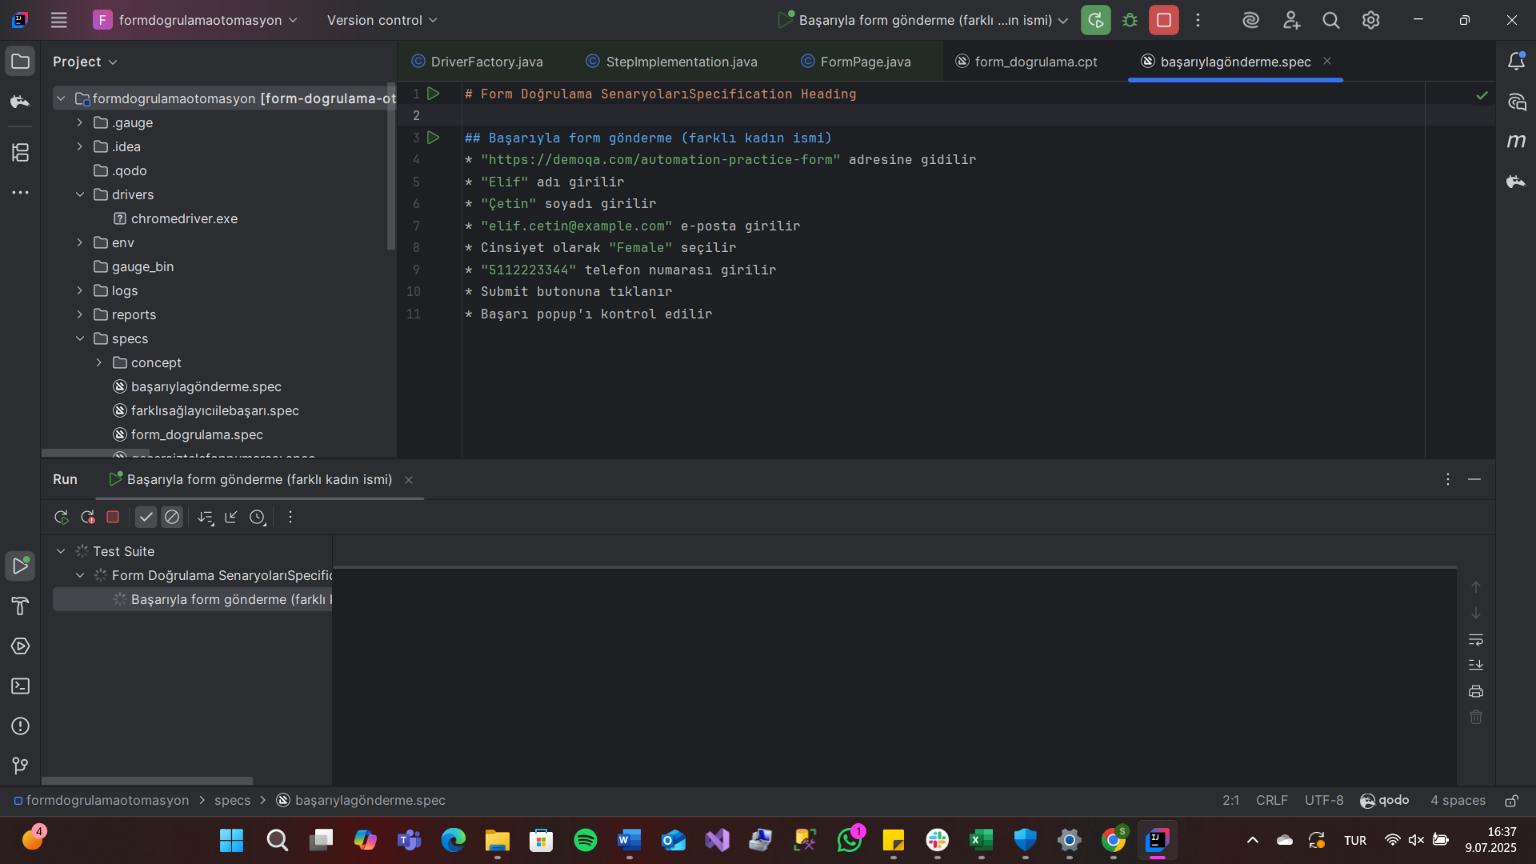 F formdogrulamaotomasyon Version control Başarıyla form gönderme (farklı ...ın ismi)
Project
DriverFactory.java StepImplementation.java FormPage.java form_dogrulama.cpt başarıylagönderme.spec
formdogrulamaotomasyon [form-dogrulama-ot
.gauge
.idea
.qodo
drivers
chromedriver.exe
env
gauge_bin
logs
reports
specs
concept
başarıylagönderme.spec
farklısağlayıcıilebaşarı.spec
form_dogrulama.spec
1 # Form Doğrulama SenaryolarıSpecification Heading
2
3 ## Başarıyla form gönderme (farklı kadın ismi)
4 * "https://demoqa.com/automation-practice-form" adresine gidilir
5 * "Elif" adı girilir
6 * "Çetin" soyadı girilir
7 * "elif.cetin@example.com" e-posta girilir
8 * Cinsiyet olarak "Female" seçilir
9 * "5112223344" telefon numarası girilir
10 * Submit butonuna tıklanır
11 * Başarı popup'ı kontrol edilir
Run Başarıyla form gönderme (farklı kadın ismi)
Test Suite
Form Doğrulama SenaryolarıSpecific
Başarıyla form gönderme (farklı k
formdogrulamaotomasyon > specs > başarıylagönderme.spec 2:1 CRLF UTF-8 qodo 4 spaces
4 1 S TUR 16:37
9.07.2025